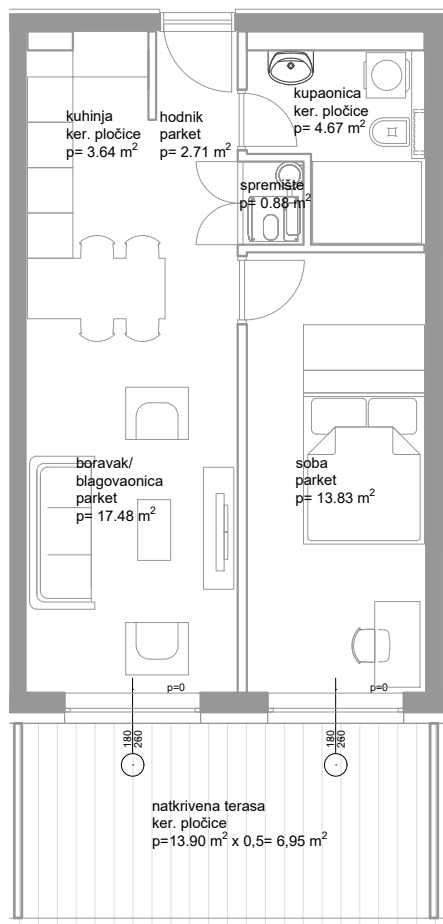 kuhinja
ker. pločice
p= 3.64 m²
hodnik
parket
p= 2.71 m²
kupaonica
ker. pločice
p= 4.67 m²
spremište
p= 0.88 m²
boravak/
blagovaonica
parket
p= 17.48 m²
soba
parket
p= 13.83 m²
p=0
p=0
180
260
180
260
natkrivena terasa
ker. pločice
p=13.90 m² x 0,5= 6,95 m²